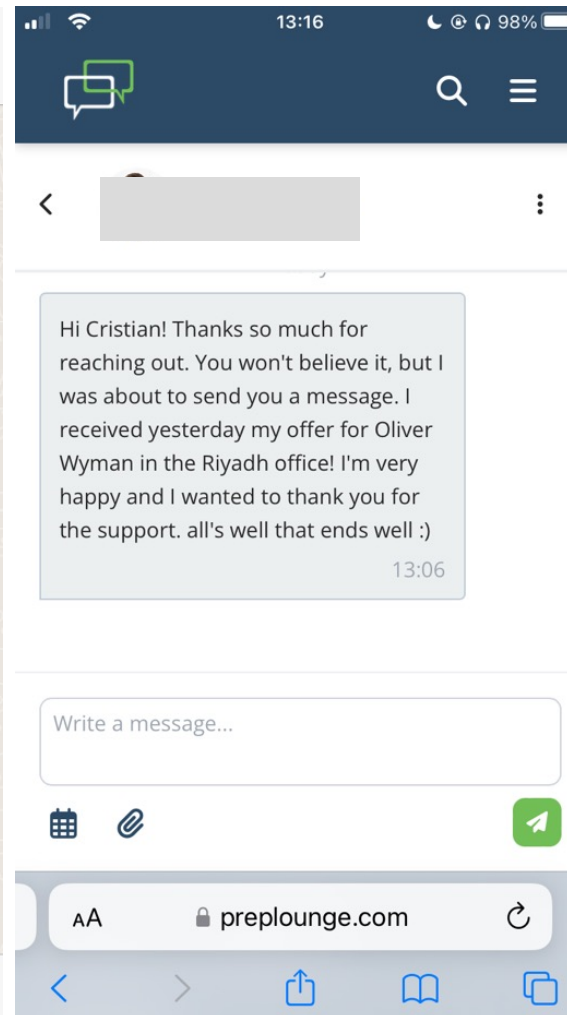 13:16
98%
Hi Cristian! Thanks so much for
reaching out. You won't believe it, but I
was about to send you a message. I
received yesterday my offer for Oliver
Wyman in the Riyadh office! I'm very
happy and I wanted to thank you for
the support. all's well that ends well :)
13:06
Write a message...
AA
preplounge.com